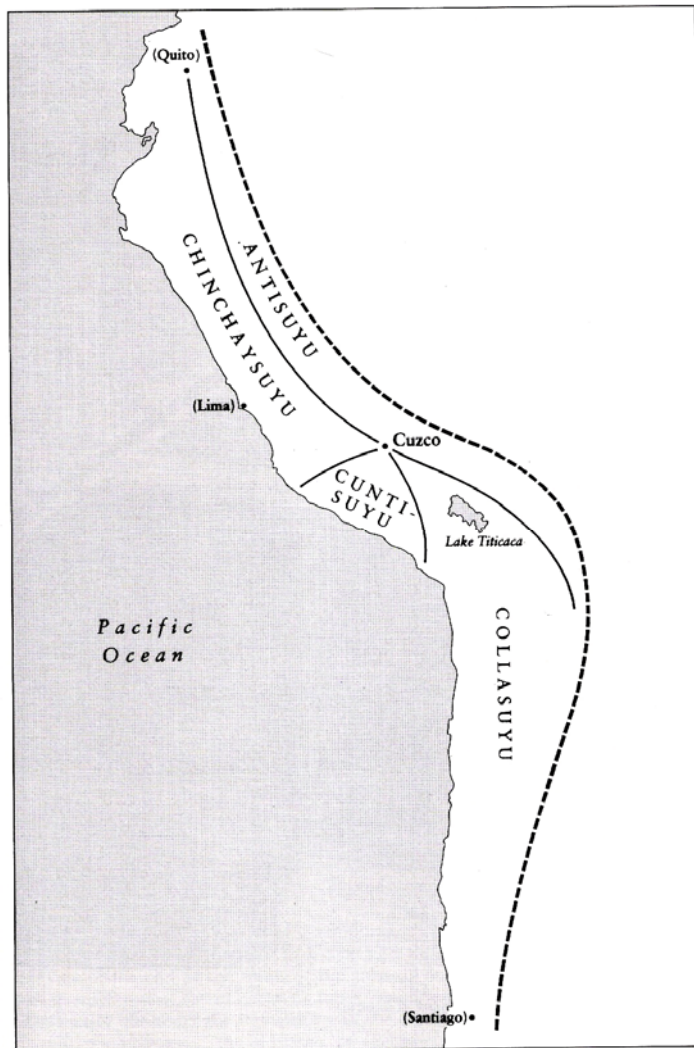 (Quito)
ANTISUYU
CHINCHAYSUYU
(Lima)
Cuzco
CUNTI-
SUYU
Lake Titicaca
Pacific
Ocean
COLLASUYU
(Santiago)